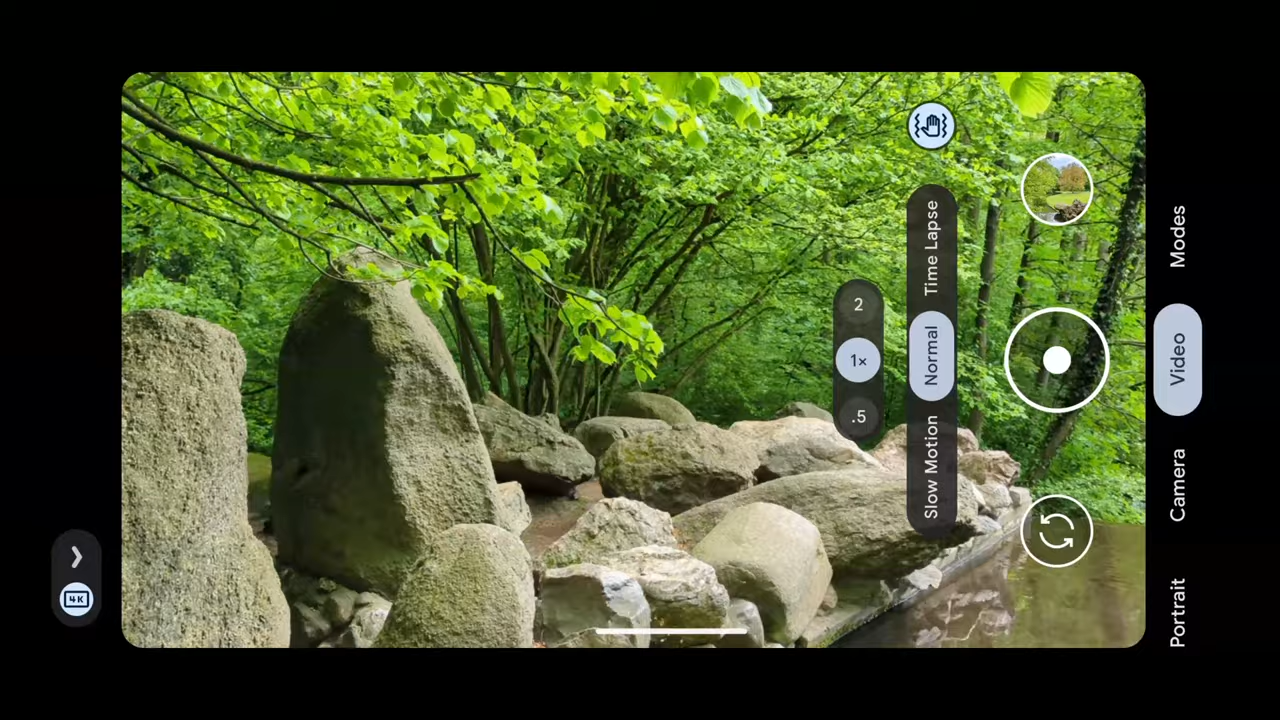 Time Lapse
Normal
Slow Motion
2
1×
.5
Modes
Video
Camera
Portrait
4K